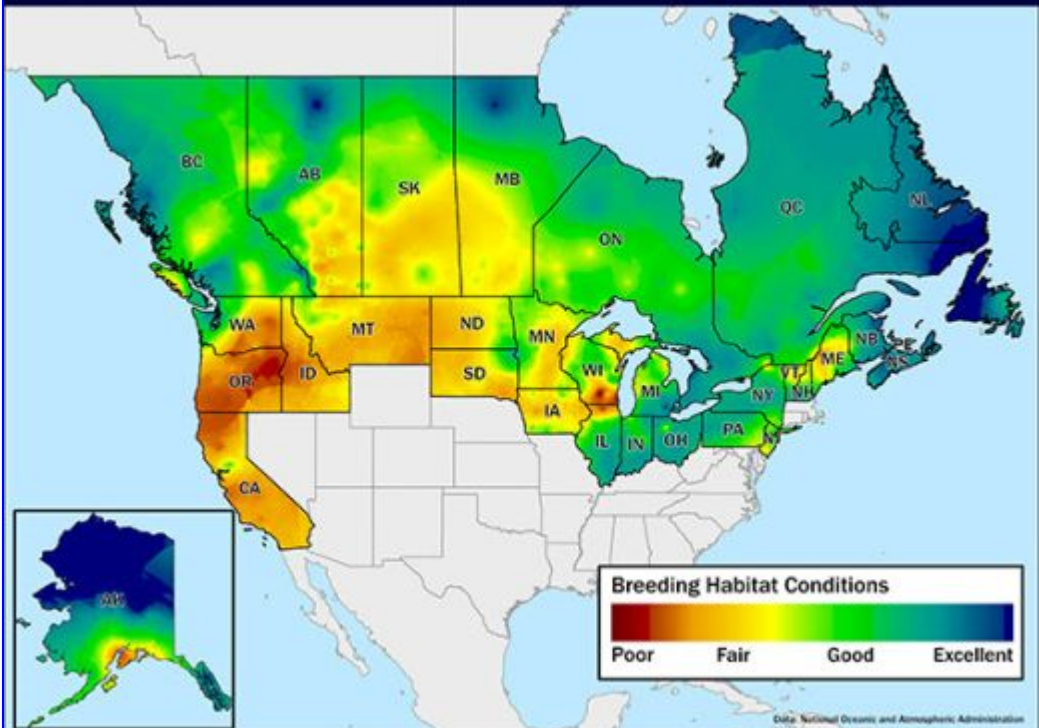 BC
AB
SK
MB
ON
QC
NL
WA
MT
ND
MN
OR
ID
SD
WI
MI
IA
IL
IN
OH
PA
NY
VT
NH
ME
NB
PE
NS
NJ
CA
AK
Breeding Habitat Conditions
Poor Fair Good Excellent
Data: National Oceanic and Atmospheric Administration